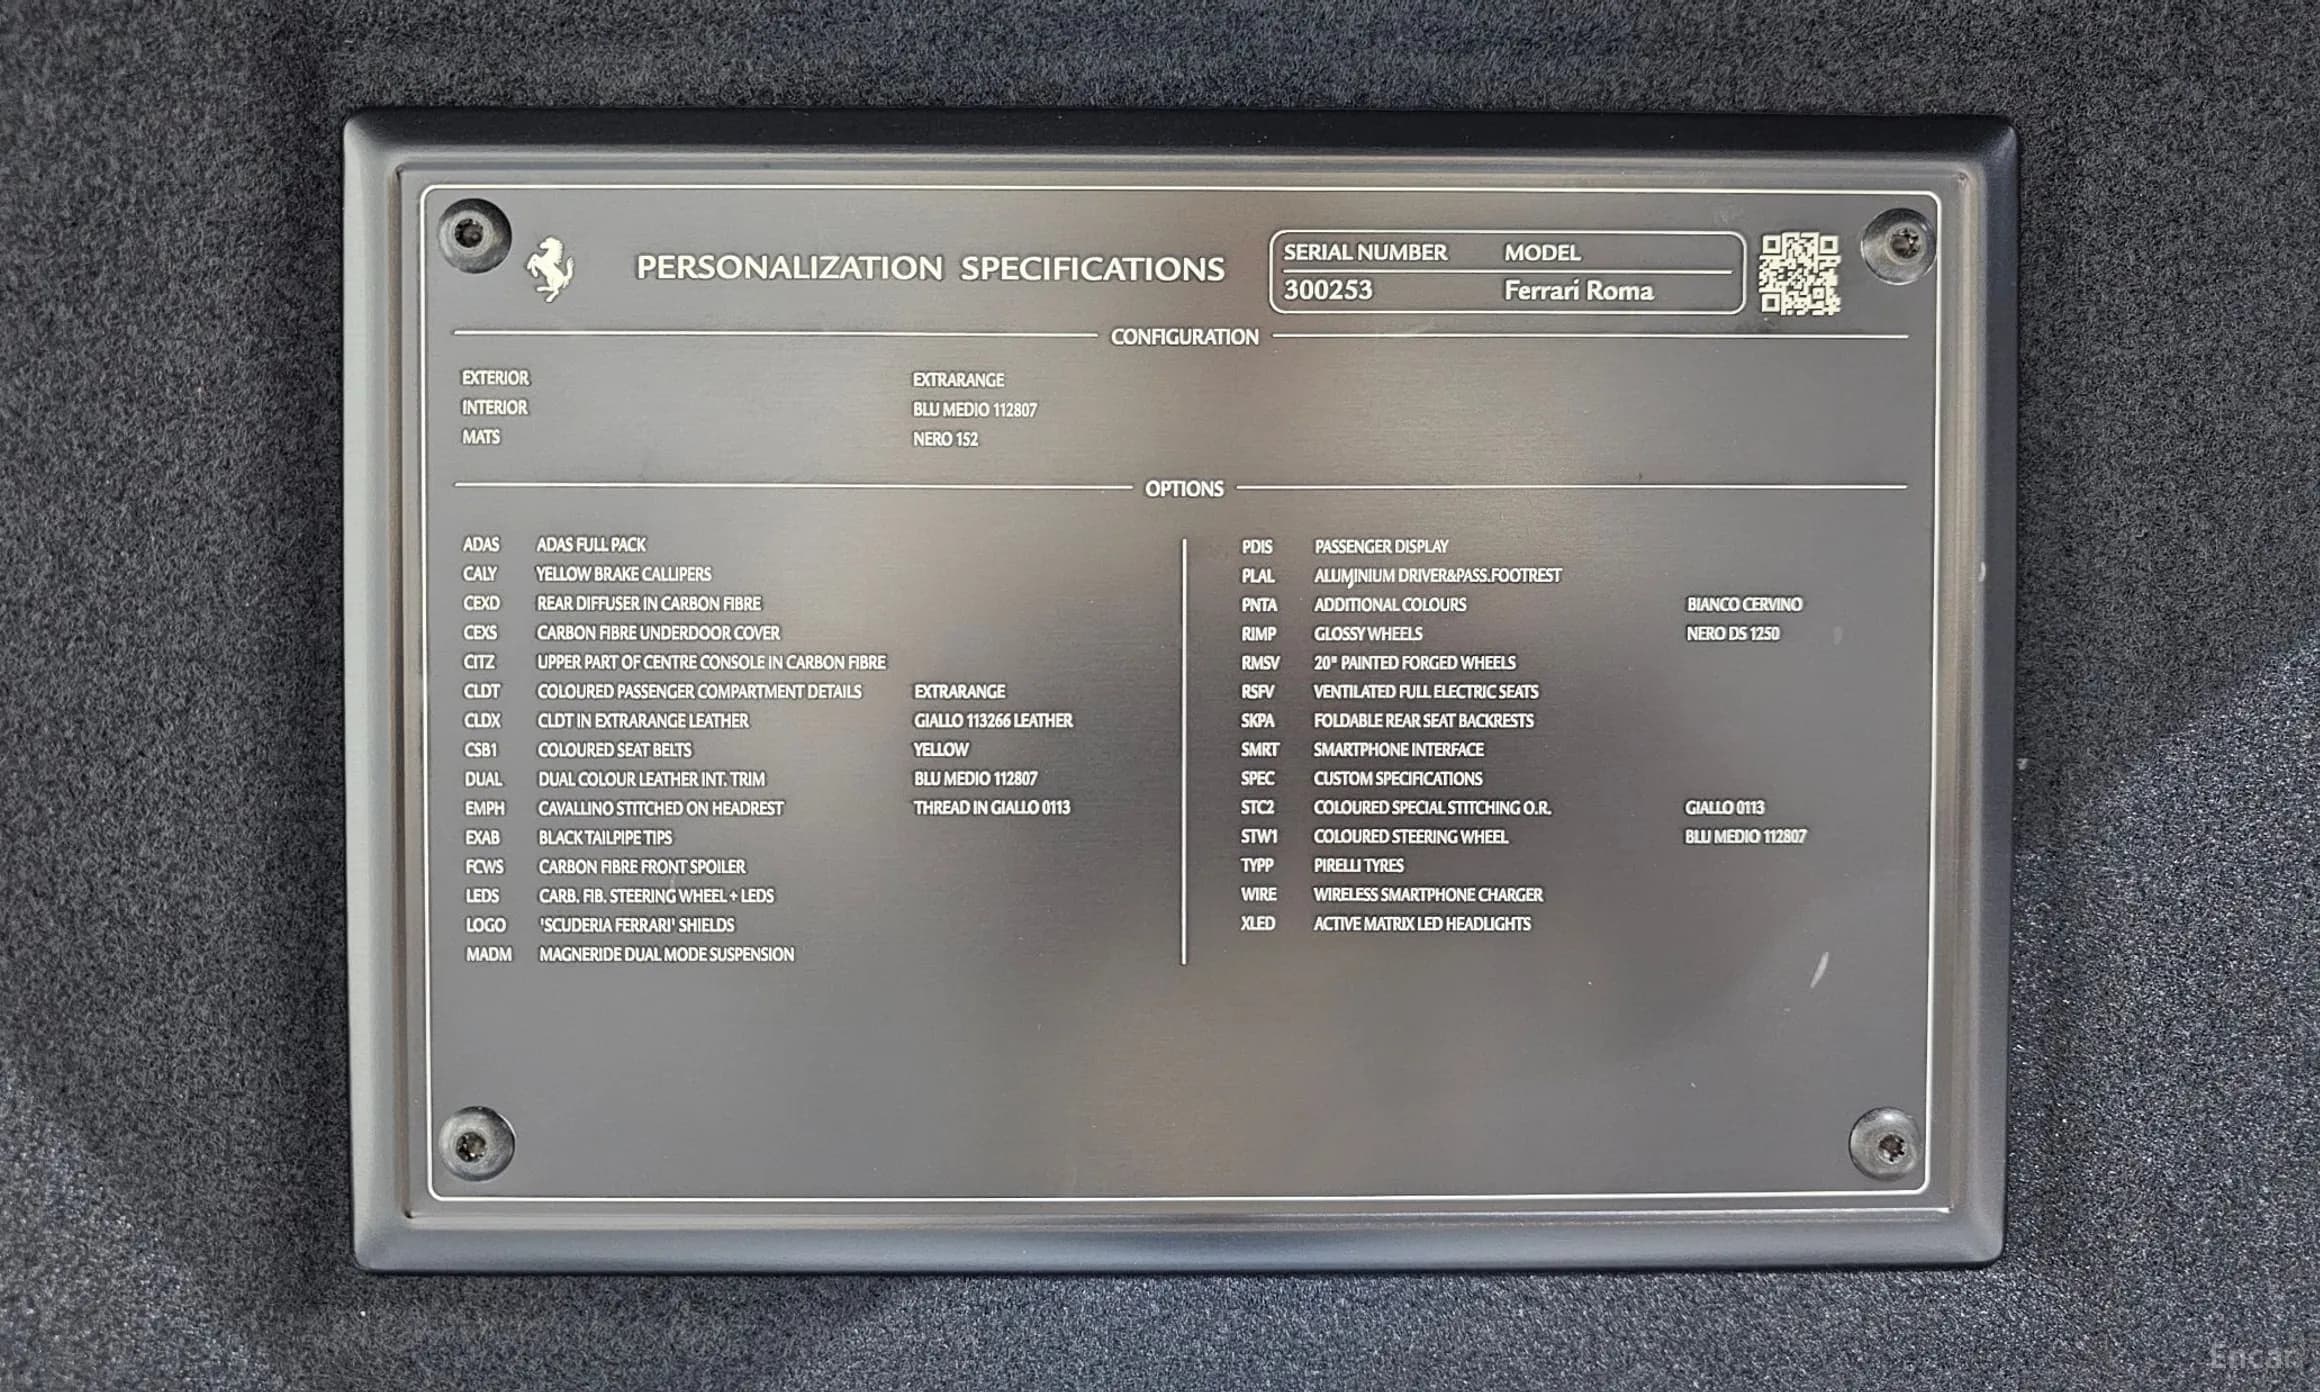 PERSONALIZATION SPECIFICATIONS
SERIAL NUMBER MODEL
300253 Ferrari Roma
CONFIGURATION
EXTERIOR EXTRARANGE
INTERIOR BLU MEDIO 112807
MATS NERO 152
OPTIONS
ADAS ADAS FULL PACK
CALY YELLOW BRAKE CALLIPERS
CEXD REAR DIFFUSER IN CARBON FIBRE
CEXS CARBON FIBRE UNDERDOOR COVER
CITZ UPPER PART OF CENTRE CONSOLE IN CARBON FIBRE
CLDT COLOURED PASSENGER COMPARTMENT DETAILS EXTRARANGE
CLDX CLDT IN EXTRARANGE LEATHER GIALLO 113266 LEATHER
CSB1 COLOURED SEAT BELTS YELLOW
DUAL DUAL COLOUR LEATHER INT. TRIM BLU MEDIO 112807
EMPH CAVALLINO STITCHED ON HEADREST THREAD IN GIALLO 0113
EXAB BLACK TAILPIPE TIPS
FCWS CARBON FIBRE FRONT SPOILER
LEDS CARB. FIB. STEERING WHEEL + LEDS
LOGO 'SCUDERIA FERRARI' SHIELDS
MADM MAGNERIDE DUAL MODE SUSPENSION
PDIS PASSENGER DISPLAY
PLAL ALUMINIUM DRIVER&PASS.FOOTREST
PNTA ADDITIONAL COLOURS BIANCO CERVINO
RIMP GLOSSY WHEELS NERO DS 1250
RMSV 20" PAINTED FORGED WHEELS
RSFV VENTILATED FULL ELECTRIC SEATS
SKPA FOLDABLE REAR SEAT BACKRESTS
SMRT SMARTPHONE INTERFACE
SPEC CUSTOM SPECIFICATIONS
STC2 COLOURED SPECIAL STITCHING O.R. GIALLO 0113
STW1 COLOURED STEERING WHEEL BLU MEDIO 112807
TYPP PIRELLI TYRES
WIRE WIRELESS SMARTPHONE CHARGER
XLED ACTIVE MATRIX LED HEADLIGHTS
Encar